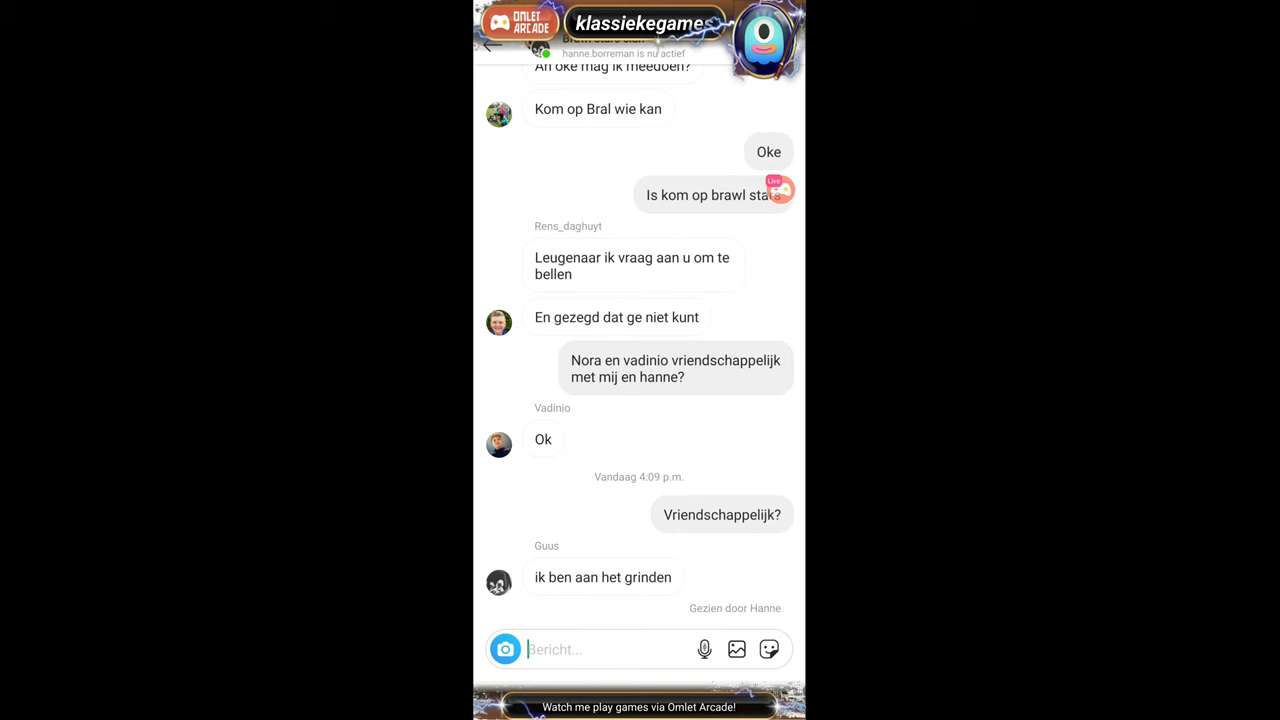 OMLET
ARCADE
klassiekegames
hanne.borreman is nu actief
Ah oke mag ik meedoen?
Kom op Bral wie kan
Oke
Live
Is kom op brawl stars
Rens_daghuyt
Leugenaar ik vraag aan u om te
bellen
En gezegd dat ge niet kunt
Nora en vadinio vriendschappelijk
met mij en hanne?
Vadinio
Ok
Vandaag 4:09 p.m.
Vriendschappelijk?
Guus
ik ben aan het grinden
Gezien door Hanne
Bericht...
Watch me play games via Omlet Arcade!